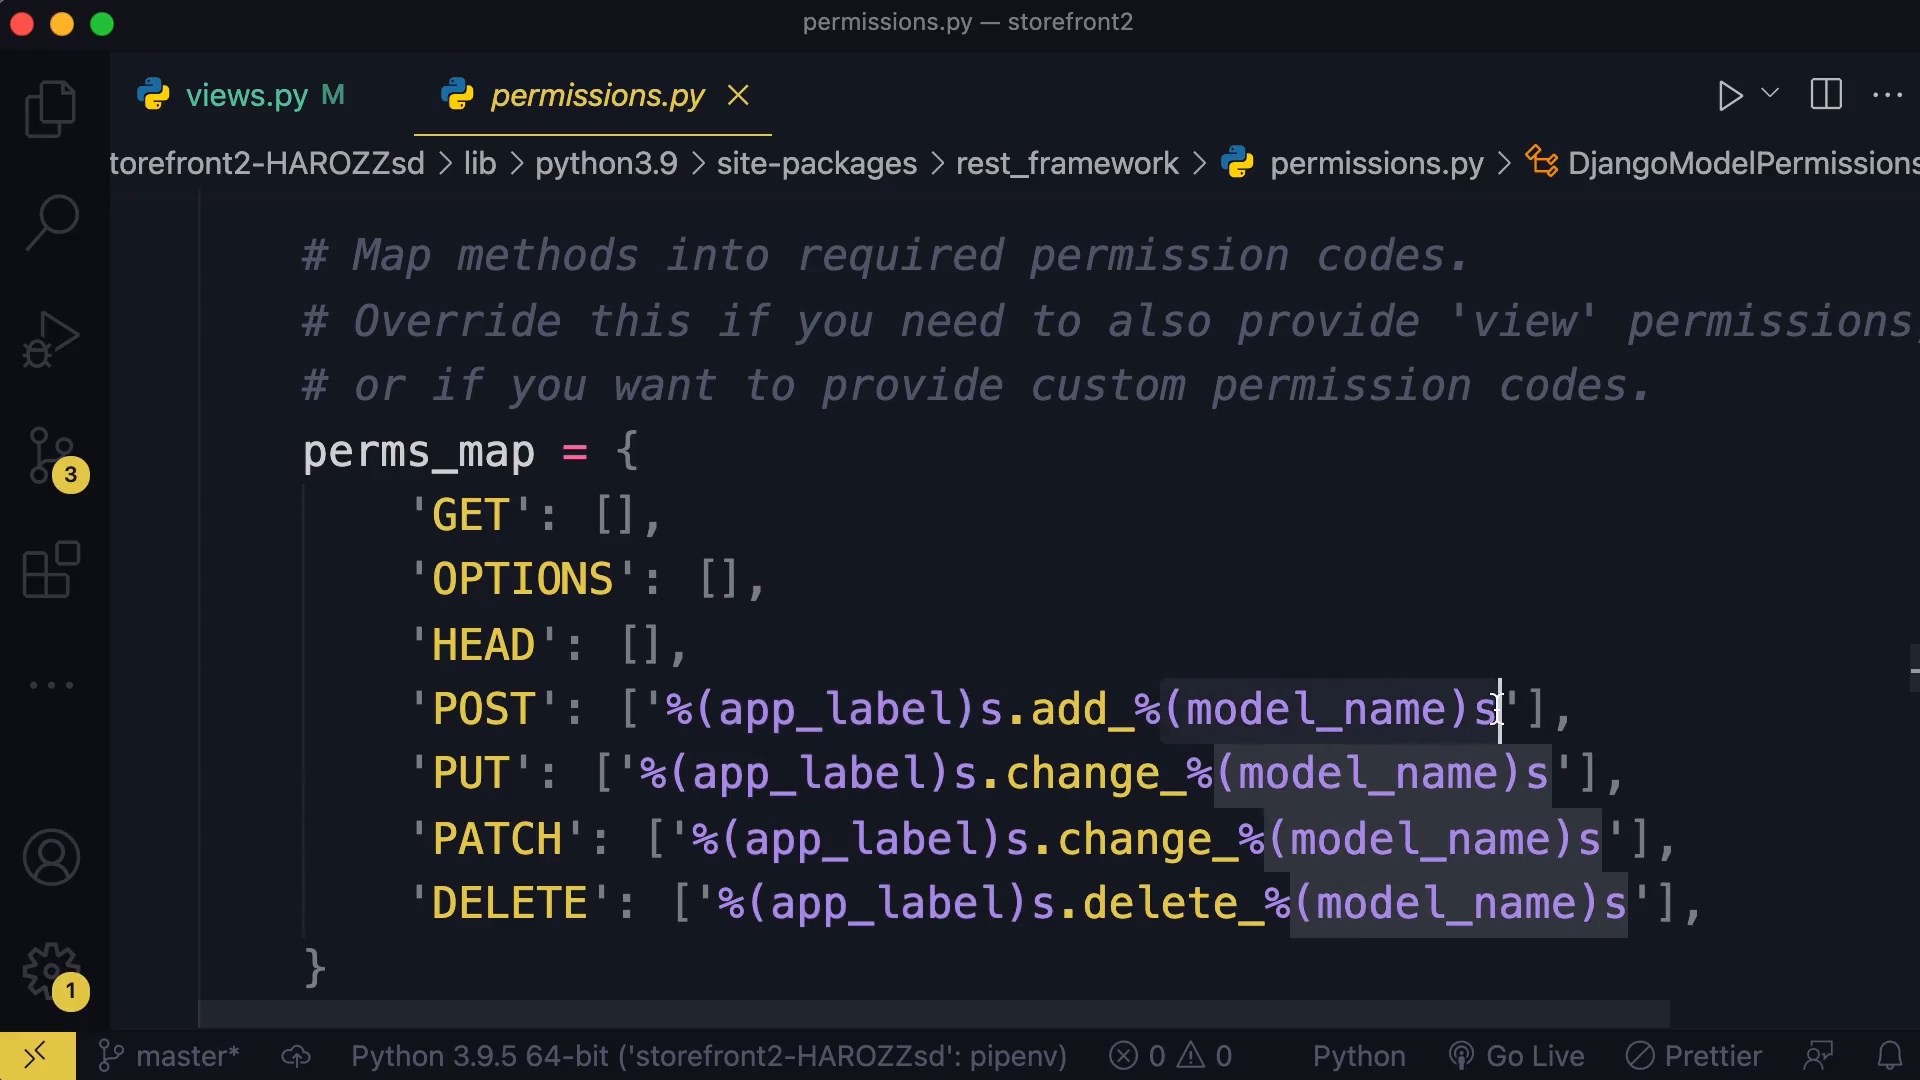 permissions.py — storefront2
views.py M permissions.py
torefront2-HAROZZsd > lib > python3.9 > site-packages > rest_framework > permissions.py > DjangoModelPermissions
# Map methods into required permission codes.
# Override this if you need to also provide 'view' permissions,
# or if you want to provide custom permission codes.
perms_map = {
'GET': [],
'OPTIONS': [],
'HEAD': [],
'POST': ['%(app_label)s.add_%(model_name)s'],
'PUT': ['%(app_label)s.change_%(model_name)s'],
'PATCH': ['%(app_label)s.change_%(model_name)s'],
'DELETE': ['%(app_label)s.delete_%(model_name)s'],
}
3
1
master* Python 3.9.5 64-bit ('storefront2-HAROZZsd': pipenv) 0 0 Python Go Live Prettier